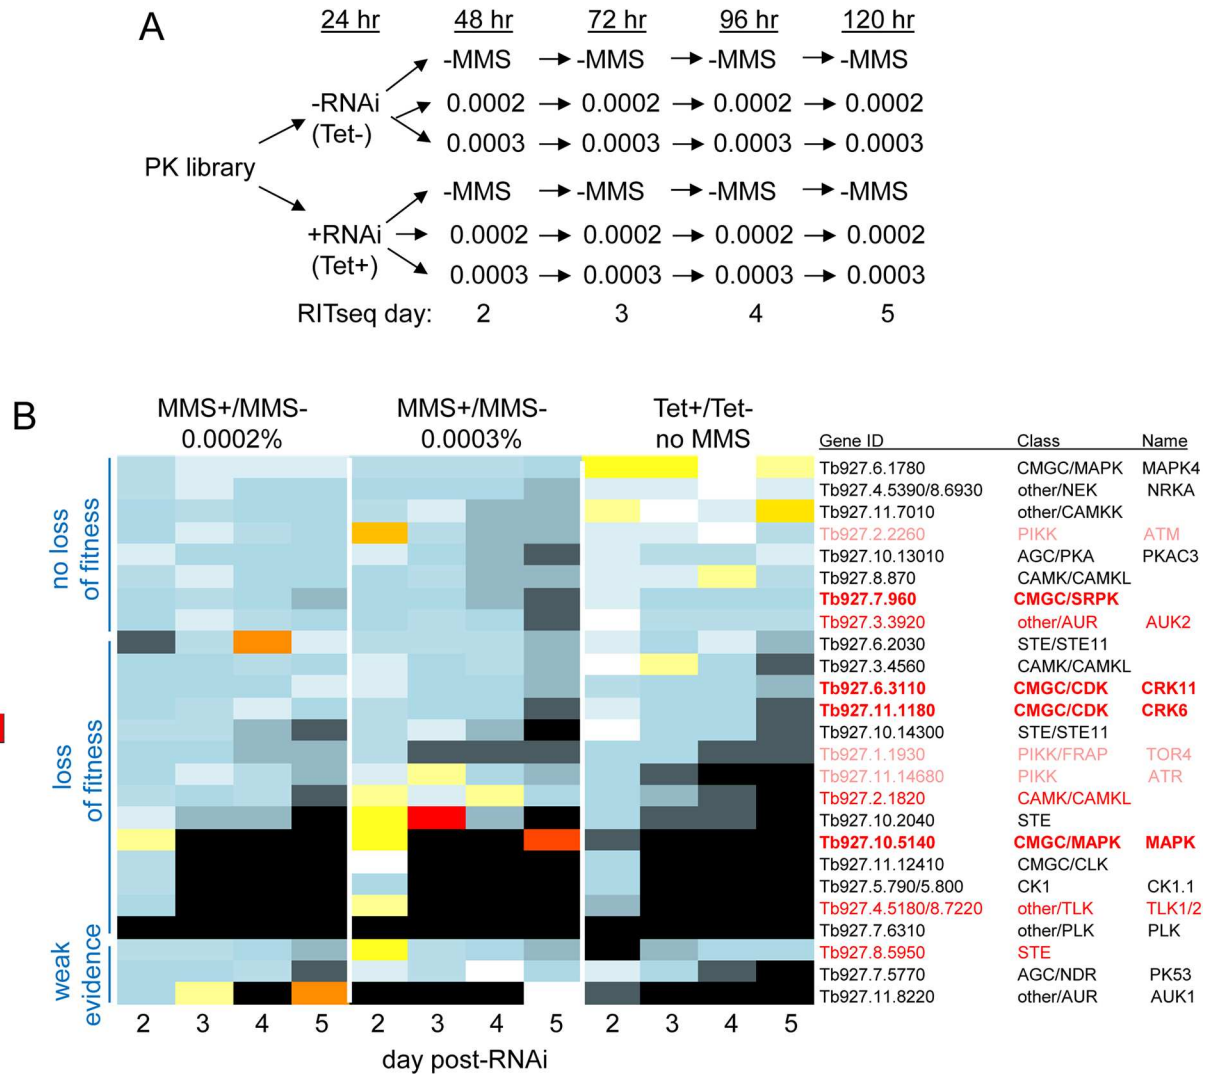 A
24 hr 48 hr 72 hr 96 hr 120 hr
-MMS -MMS -MMS -MMS
-RNAi 0.0002 0.0002 0.0002 0.0002
(Tet-) 0.0003 0.0003 0.0003 0.0003
PK library
-MMS -MMS -MMS -MMS
+RNAi 0.0002 0.0002 0.0002 0.0002
(Tet+) 0.0003 0.0003 0.0003 0.0003
RITseq day: 2 3 4 5
B
MMS+/MMS- MMS+/MMS- Tet+/Tet-
0.0002% 0.0003% no MMS
Gene ID Class Name
no loss
of fitness
Tb927.6.1780 CMGC/MAPK MAPK4
Tb927.4.5390/8.6930 other/NEK NRKA
Tb927.11.7010 other/CAMKK
Tb927.2.2260 PIKK ATM
Tb927.10.13010 AGC/PKA PKAC3
Tb927.8.870 CAMK/CAMKL
Tb927.7.960 CMGC/SRPK
Tb927.3.3920 other/AUR AUK2
loss
of fitness
Tb927.6.2030 STE/STE11
Tb927.3.4560 CAMK/CAMKL
Tb927.6.3110 CMGC/CDK CRK11
Tb927.11.1180 CMGC/CDK CRK6
Tb927.10.14300 STE/STE11
Tb927.1.1930 PIKK/FRAP TOR4
Tb927.11.14680 PIKK ATR
Tb927.2.1820 CAMK/CAMKL
Tb927.10.2040 STE
Tb927.10.5140 CMGC/MAPK MAPK
Tb927.11.12410 CMGC/CLK
Tb927.5.790/5.800 CK1 CK1.1
Tb927.4.5180/8.7220 other/TLK TLK1/2
Tb927.7.6310 other/PLK PLK
weak
evidence
Tb927.8.5950 STE
Tb927.7.5770 AGC/NDR PK53
Tb927.11.8220 other/AUR AUK1
2 3 4 5 2 3 4 5 2 3 4 5
day post-RNAi